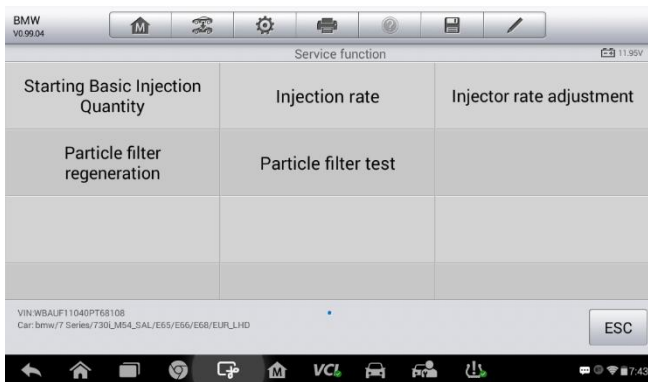 BMW
V0.99.04
M
Service function
11.95V
Starting Basic Injection
Quantity
Injection rate
Injector rate adjustment
Particle filter
regeneration
Particle filter test
VIN:WBAUF11040PT68108
Car: bmw/7 Series/730i_M54_SAL/E65/E66/E68/EUR_LHD
ESC
M
VCI
7:43